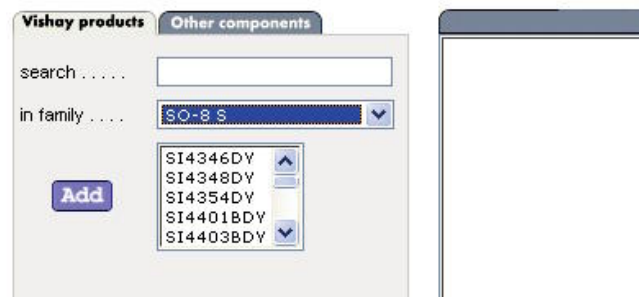 Vishay products Other components
search . . . . .
in family . . . . SO-8 S
SI4346DY
SI4348DY
Add SI4354DY
SI4401BDY
SI4403BDY